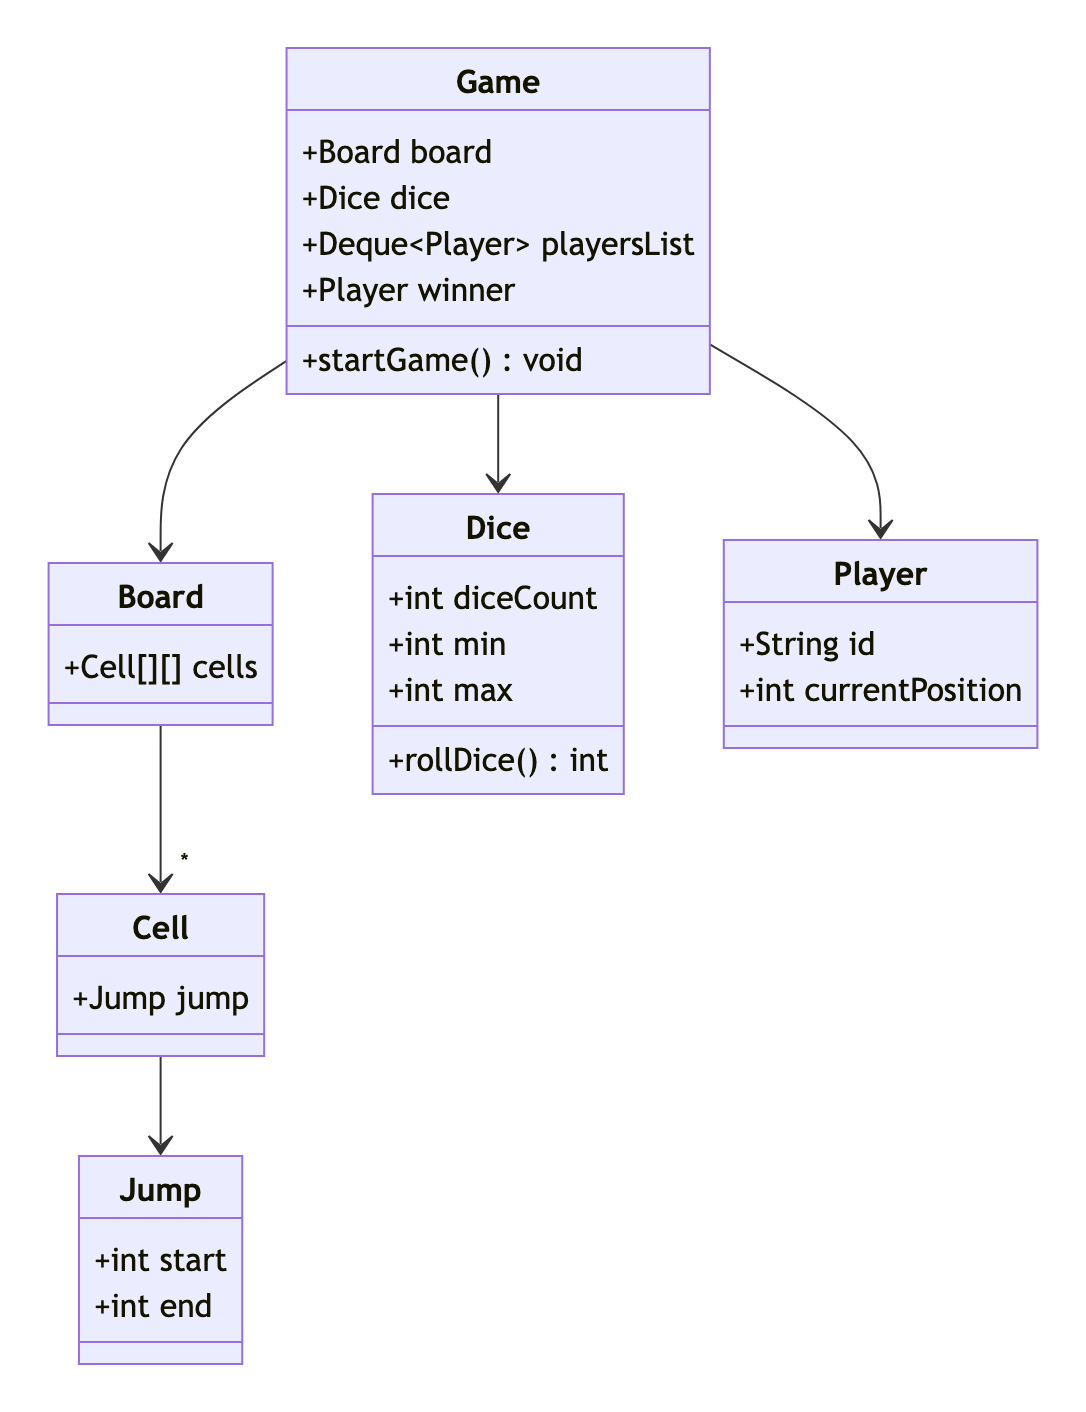 Game
+Board board
+Dice dice
+Deque<Player> playersList
+Player winner
+startGame() : void
Board
+Cell[][] cells
Dice
+int diceCount
+int min
+int max
+rollDice() : int
Player
+String id
+int currentPosition
*
Cell
+Jump jump
Jump
+int start
+int end